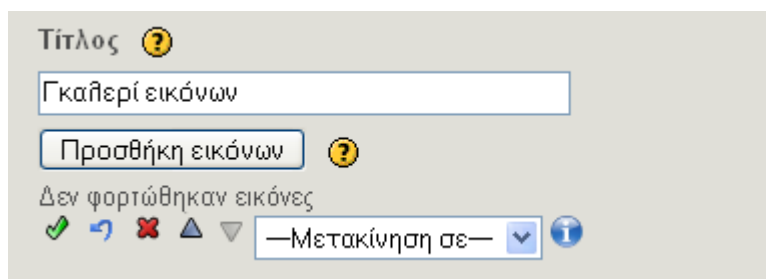 Τίτλος ?
Γκαλερί εικόνων
Προσθήκη εικόνων ?
Δεν φορτώθηκαν εικόνες
—Μετακίνηση σε— i